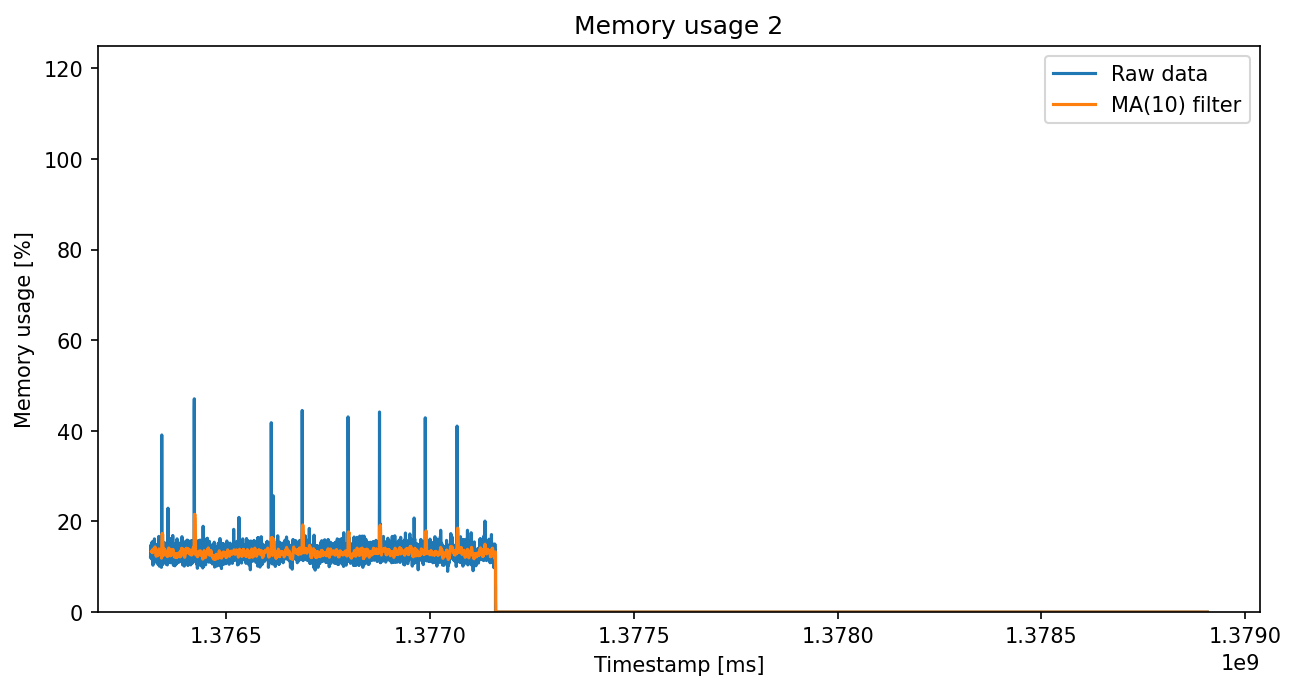 Memory usage 2
Raw data
MA(10) filter
Memory usage [%]
120
100
80
60
40
20
0
1.3765 1.3770 1.3775 1.3780 1.3785 1.3790
1e9
Timestamp [ms]